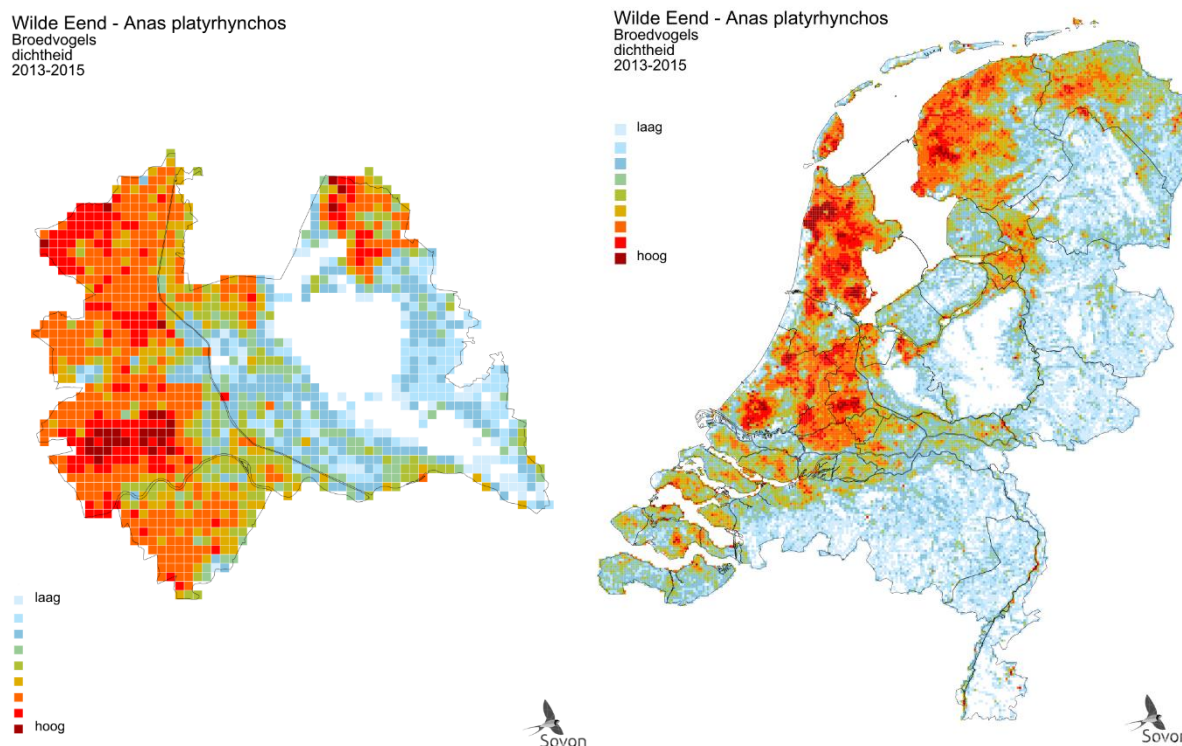 Wilde Eend - Anas platyrhynchos
Broedvogels
dichtheid
2013-2015
laag
hoog
Sovon
Wilde Eend - Anas platyrhynchos
Broedvogels
dichtheid
2013-2015
laag
hoog
Sovon